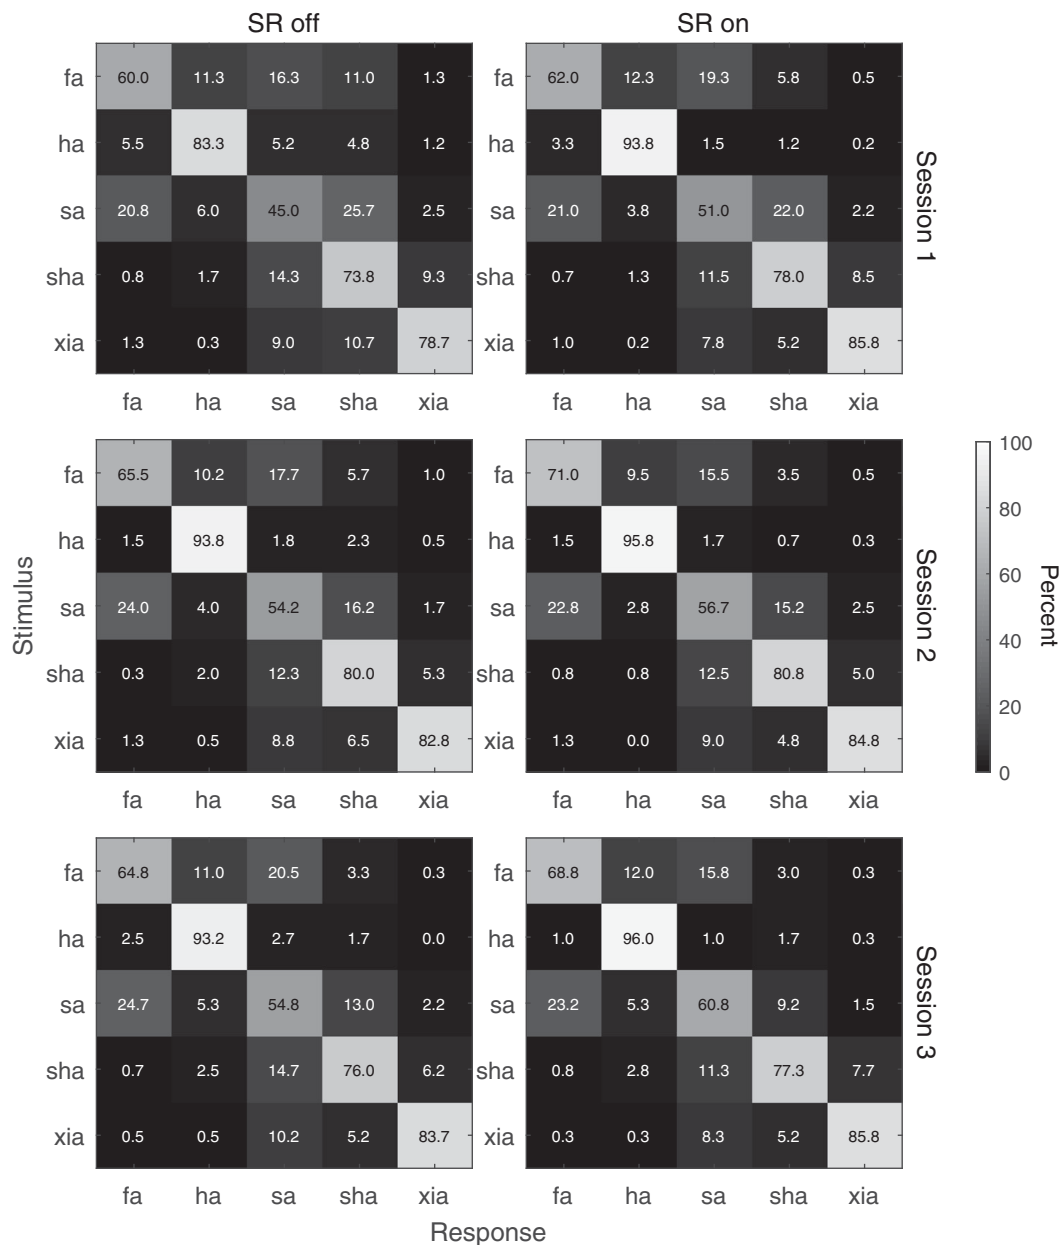 SR off SR on
fa 60.0 11.3 16.3 11.0 1.3 fa 62.0 12.3 19.3 5.8 0.5
ha 5.5 83.3 5.2 4.8 1.2 ha 3.3 93.8 1.5 1.2 0.2
sa 20.8 6.0 45.0 25.7 2.5 sa 21.0 3.8 51.0 22.0 2.2
sha 0.8 1.7 14.3 73.8 9.3 sha 0.7 1.3 11.5 78.0 8.5
xia 1.3 0.3 9.0 10.7 78.7 xia 1.0 0.2 7.8 5.2 85.8
fa ha sa sha xia fa ha sa sha xia
Session 1
fa 65.5 10.2 17.7 5.7 1.0 fa 71.0 9.5 15.5 3.5 0.5
ha 1.5 93.8 1.8 2.3 0.5 ha 1.5 95.8 1.7 0.7 0.3
sa 24.0 4.0 54.2 16.2 1.7 sa 22.8 2.8 56.7 15.2 2.5
sha 0.3 2.0 12.3 80.0 5.3 sha 0.8 0.8 12.5 80.8 5.0
xia 1.3 0.5 8.8 6.5 82.8 xia 1.3 0.0 9.0 4.8 84.8
fa ha sa sha xia fa ha sa sha xia
Session 2
Stimulus
100
80
60
40
20
0
Percent
fa 64.8 11.0 20.5 3.3 0.3 fa 68.8 12.0 15.8 3.0 0.3
ha 2.5 93.2 2.7 1.7 0.0 ha 1.0 96.0 1.0 1.7 0.3
sa 24.7 5.3 54.8 13.0 2.2 sa 23.2 5.3 60.8 9.2 1.5
sha 0.7 2.5 14.7 76.0 6.2 sha 0.8 2.8 11.3 77.3 7.7
xia 0.5 0.5 10.2 5.2 83.7 xia 0.3 0.3 8.3 5.2 85.8
fa ha sa sha xia fa ha sa sha xia
Session 3
Response